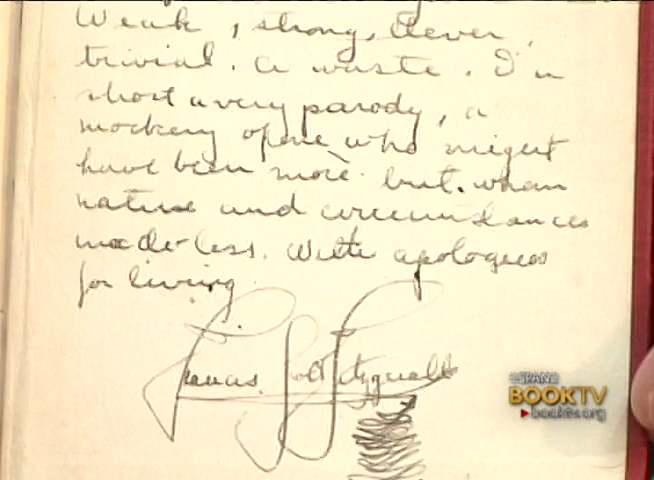 Weak, strong, clever,
trivial. a waste. I'm
short a very parody, a
mockery of one who might
have been more but. whom
nature and circumstances
made less. With apologies
for living
Francis Scott Fitzgerald
C-SPAN2
BOOKTV
booktv.org